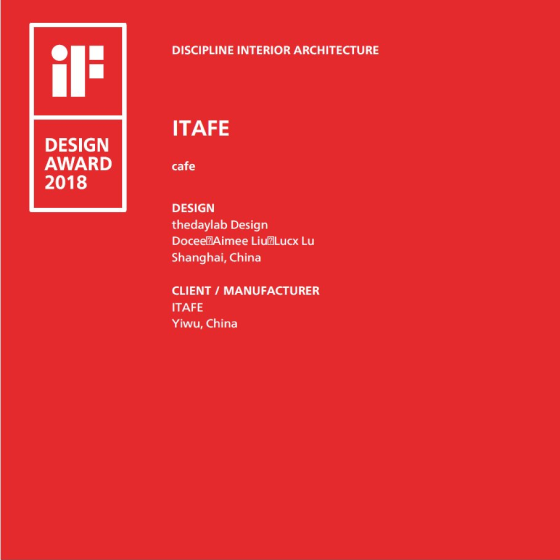 iF
DESIGN
AWARD
2018
DISCIPLINE INTERIOR ARCHITECTURE
ITAFE
cafe
DESIGN
thedaylab Design
Docee⍰Aimee Liu⍰Lucx Lu
Shanghai, China
CLIENT / MANUFACTURER
ITAFE
Yiwu, China